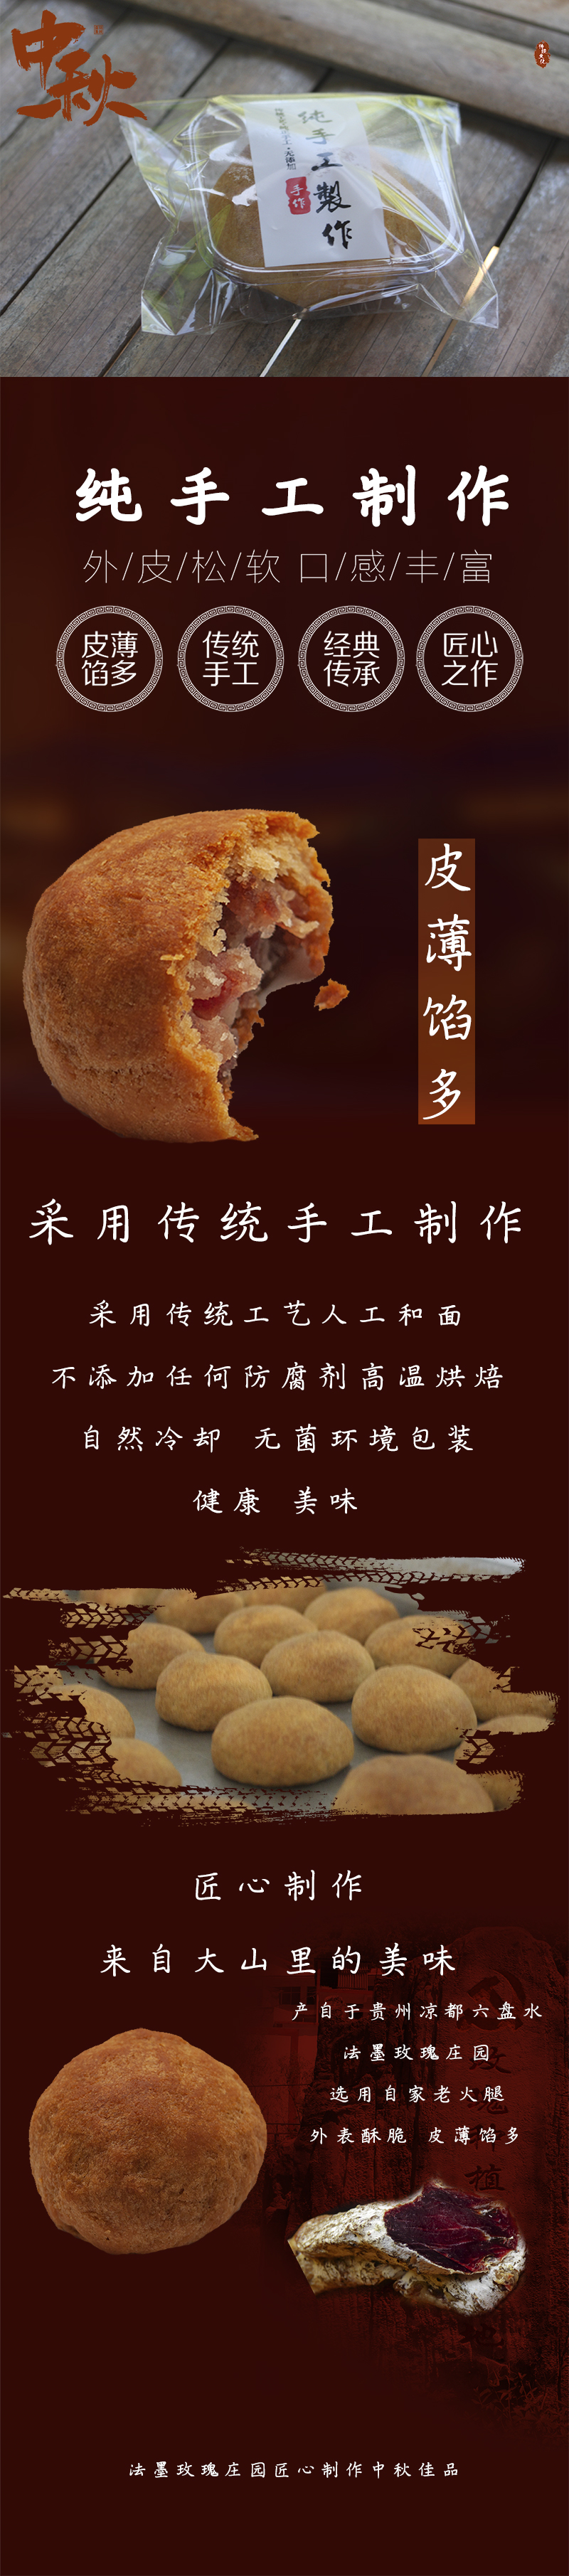 中秋
纯手工製作
手作
纯手工制作
外/皮/松/软 口/感/丰/富
皮薄
馅多
传统
手工
经典
传承
匠心
之作
皮薄馅多
采用传统手工制作
采用传统工艺人工和面
不添加任何防腐剂高温烘焙
自然冷却 无菌环境包装
健康 美味
匠心制作
来自大山里的美味
产自于贵州凉都六盘水
法墨玫瑰庄园
选用自家老火腿
外表酥脆 皮薄馅多
植
法墨玫瑰庄园匠心制作中秋佳品